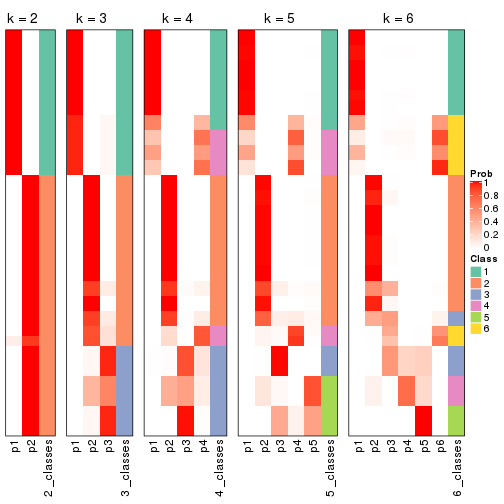 k = 2
k = 3
k = 4
k = 5
k = 6
Prob
1
0.8
0.6
0.4
0.2
0
Class
1
2
3
4
5
6
p1
p2
2_classes
p1
p2
p3
3_classes
p1
p2
p3
p4
4_classes
p1
p2
p3
p4
p5
5_classes
p1
p2
p3
p4
p5
p6
6_classes